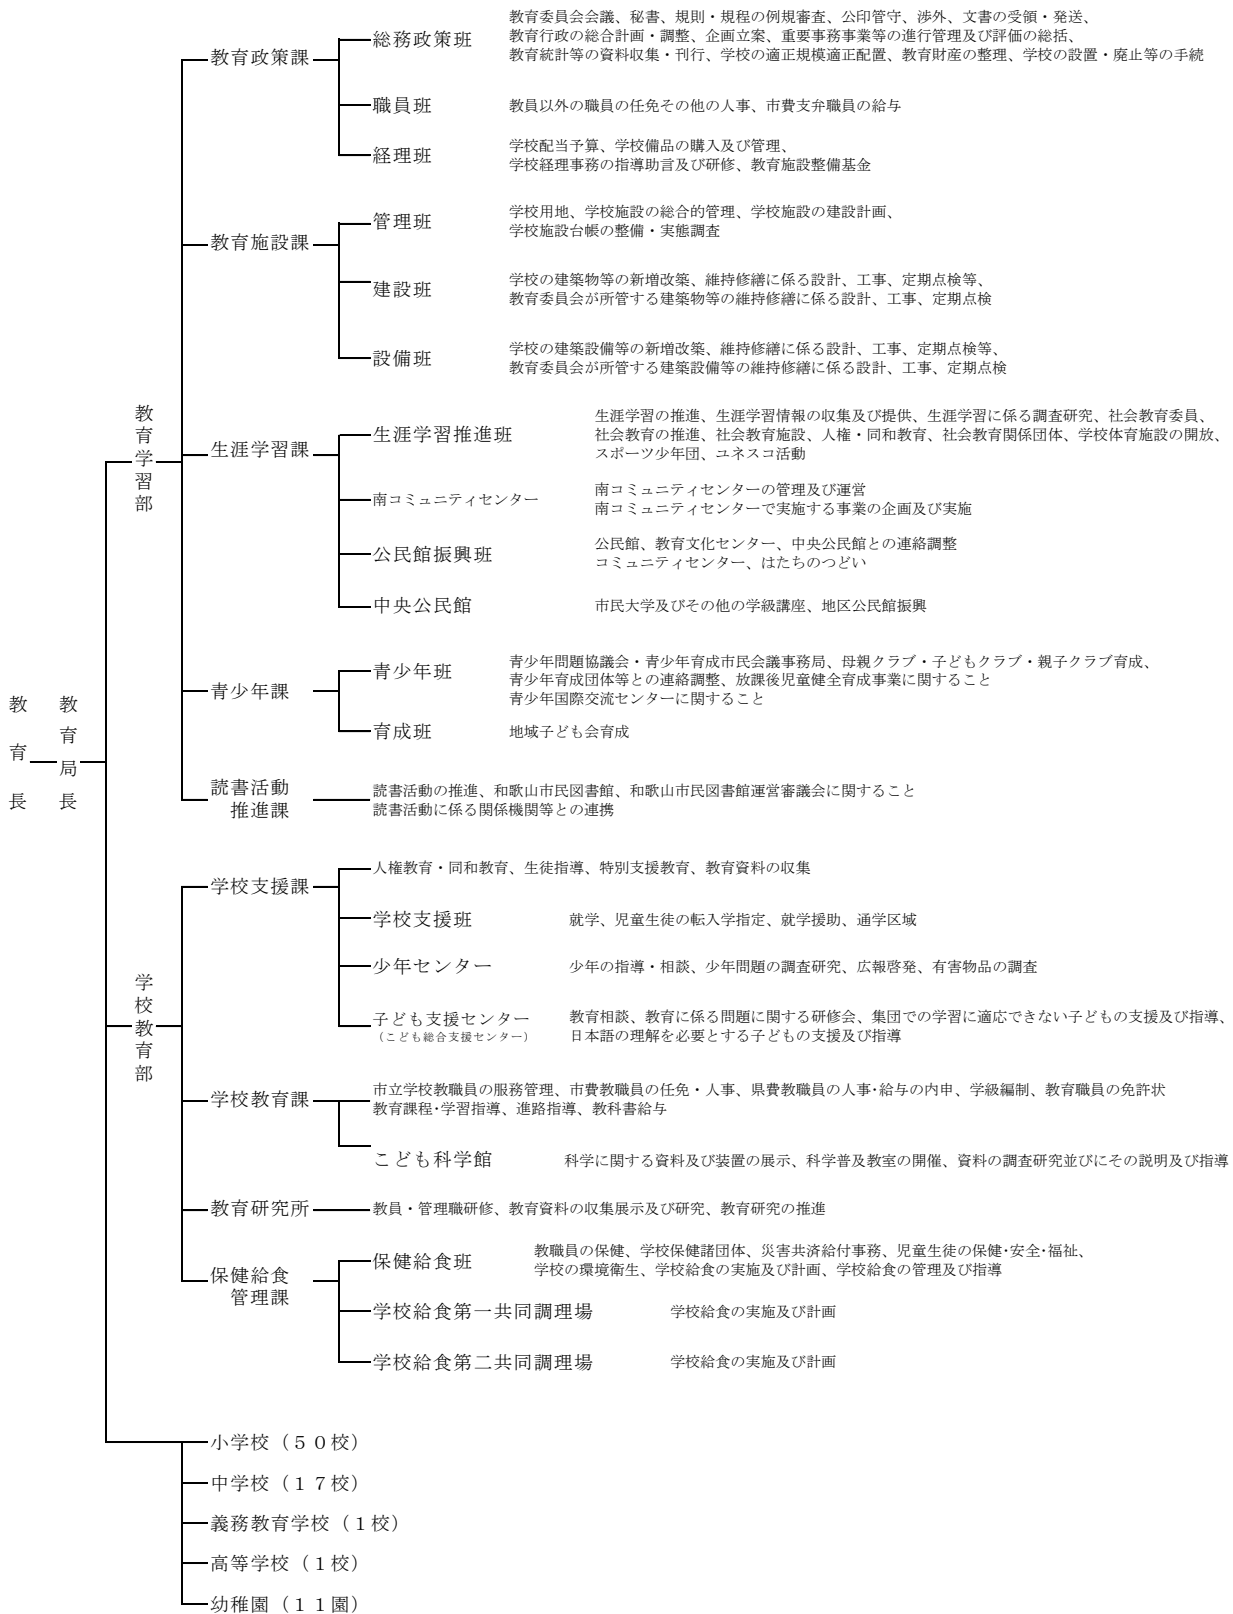 教育長
教育局長
教育学習部
教育政策課
総務政策班
教育委員会会議、秘書、規則・規程の例規審査、公印管守、渉外、文書の受領・発送、
教育行政の総合計画・調整、企画立案、重要事務事業等の進行管理及び評価の総括、
教育統計等の資料収集・刊行、学校の適正規模適正配置、教育財産の整理、学校の設置・廃止等の手続
職員班
教員以外の職員の任免その他の人事、市費支弁職員の給与
経理班
学校配当予算、学校備品の購入及び管理、
学校経理事務の指導助言及び研修、教育施設整備基金
教育施設課
管理班
学校用地、学校施設の総合的管理、学校施設の建設計画、
学校施設台帳の整備・実態調査
建設班
学校の建築物等の新増改築、維持修繕に係る設計、工事、定期点検等、
教育委員会が所管する建築物等の維持修繕に係る設計、工事、定期点検
設備班
学校の建築設備等の新増改築、維持修繕に係る設計、工事、定期点検等、
教育委員会が所管する建築設備等の維持修繕に係る設計、工事、定期点検
生涯学習課
生涯学習推進班
生涯学習の推進、生涯学習情報の収集及び提供、生涯学習に係る調査研究、社会教育委員、
社会教育の推進、社会教育施設、人権・同和教育、社会教育関係団体、学校体育施設の開放、
スポーツ少年団、ユネスコ活動
南コミュニティセンター
南コミュニティセンターの管理及び運営
南コミュニティセンターで実施する事業の企画及び実施
公民館振興班
公民館、教育文化センター、中央公民館との連絡調整
コミュニティセンター、はたちのつどい
中央公民館
市民大学及びその他の学級講座、地区公民館振興
青少年課
青少年班
青少年問題協議会・青少年育成市民会議事務局、母親クラブ・子どもクラブ・親子クラブ育成、
青少年育成団体等との連絡調整、放課後児童健全育成事業に関すること
青少年国際交流センターに関すること
育成班
地域子ども会育成
読書活動
推進課
読書活動の推進、和歌山市民図書館、和歌山市民図書館運営審議会に関すること
読書活動に係る関係機関等との連携
学校教育部
学校支援課
人権教育・同和教育、生徒指導、特別支援教育、教育資料の収集
学校支援班
就学、児童生徒の転入学指定、就学援助、通学区域
少年センター
少年の指導・相談、少年問題の調査研究、広報啓発、有害物品の調査
子ども支援センター
（こども総合支援センター）
教育相談、教育に係る問題に関する研修会、集団での学習に適応できない子どもの支援及び指導、
日本語の理解を必要とする子どもの支援及び指導
学校教育課
市立学校教職員の服務管理、市費教職員の任免・人事、県費教職員の人事･給与の内申、学級編制、教育職員の免許状
教育課程･学習指導、進路指導、教科書給与
こども科学館
科学に関する資料及び装置の展示、科学普及教室の開催、資料の調査研究並びにその説明及び指導
教育研究所
教員・管理職研修、教育資料の収集展示及び研究、教育研究の推進
保健給食
管理課
保健給食班
教職員の保健、学校保健諸団体、災害共済給付事務、児童生徒の保健･安全･福祉、
学校の環境衛生、学校給食の実施及び計画、学校給食の管理及び指導
学校給食第一共同調理場
学校給食の実施及び計画
学校給食第二共同調理場
学校給食の実施及び計画
小学校（５０校）
中学校（１７校）
義務教育学校（１校）
高等学校（１校）
幼稚園（１１園）